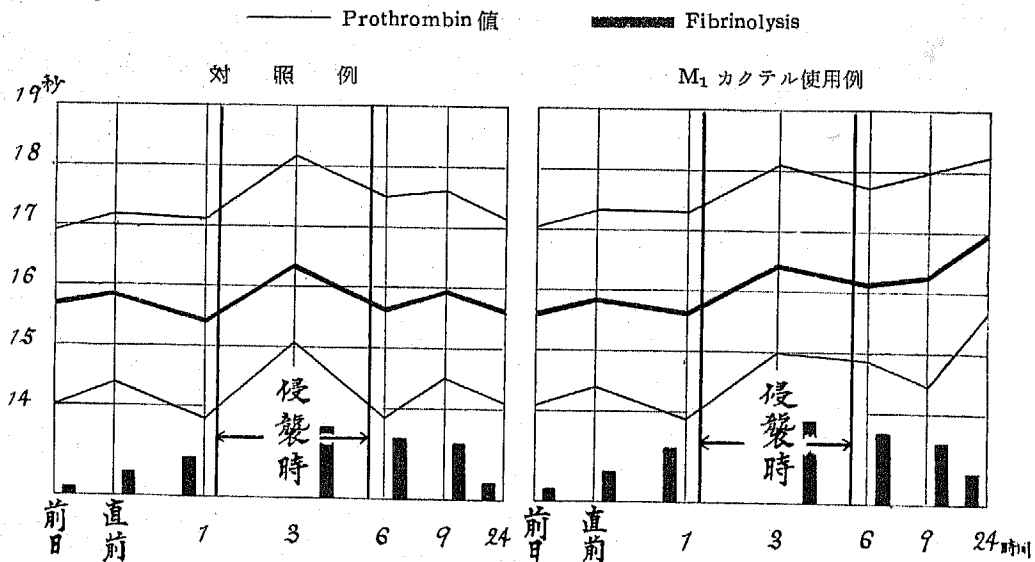 Prothrombin 値
Fibrinolysis
対照例
M₁ カクテル使用例
19秒
18
17
16
15
14
侵襲時
侵襲時
前日 直前 1 3 6 9 24
前日 直前 1 3 6 9 24時間